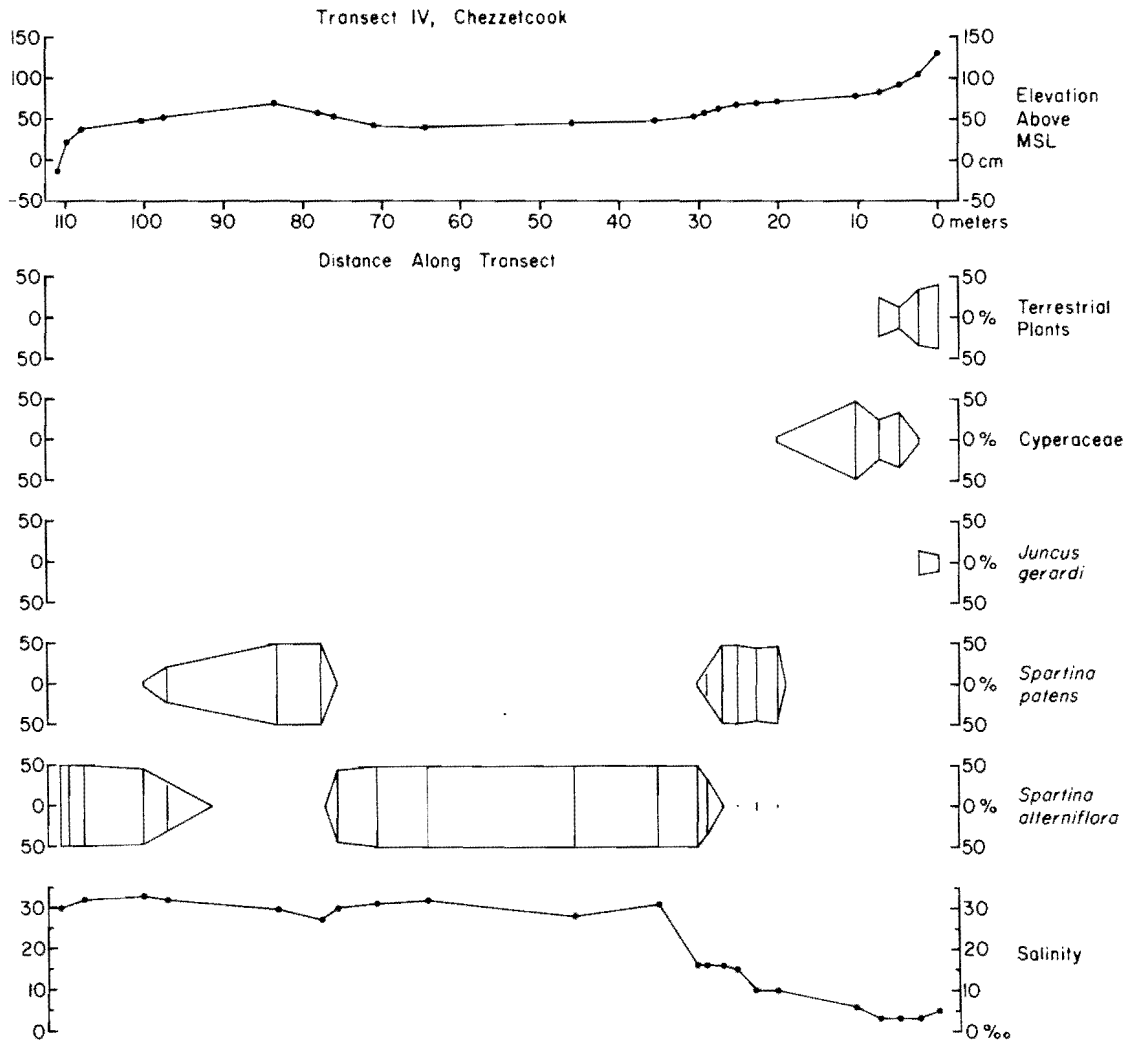 Transect IV, Chezzetcook
150 150
100 100
50 50
0 0 cm
-50 -50
Elevation
Above
MSL
110 100 90 80 70 60 50 40 30 20 10 0 meters
Distance Along Transect
50 50
0 0 %
50 50
Terrestrial
Plants
50 50
0 0 %
50 50
Cyperaceae
50 50
0 0 %
50 50
Juncus
gerardi
50 50
0 0 %
50 50
Spartina
patens
50 50
0 0 %
50 50
Spartina
alterniflora
30 30
20 20
10 10
0 0 ‰
Salinity